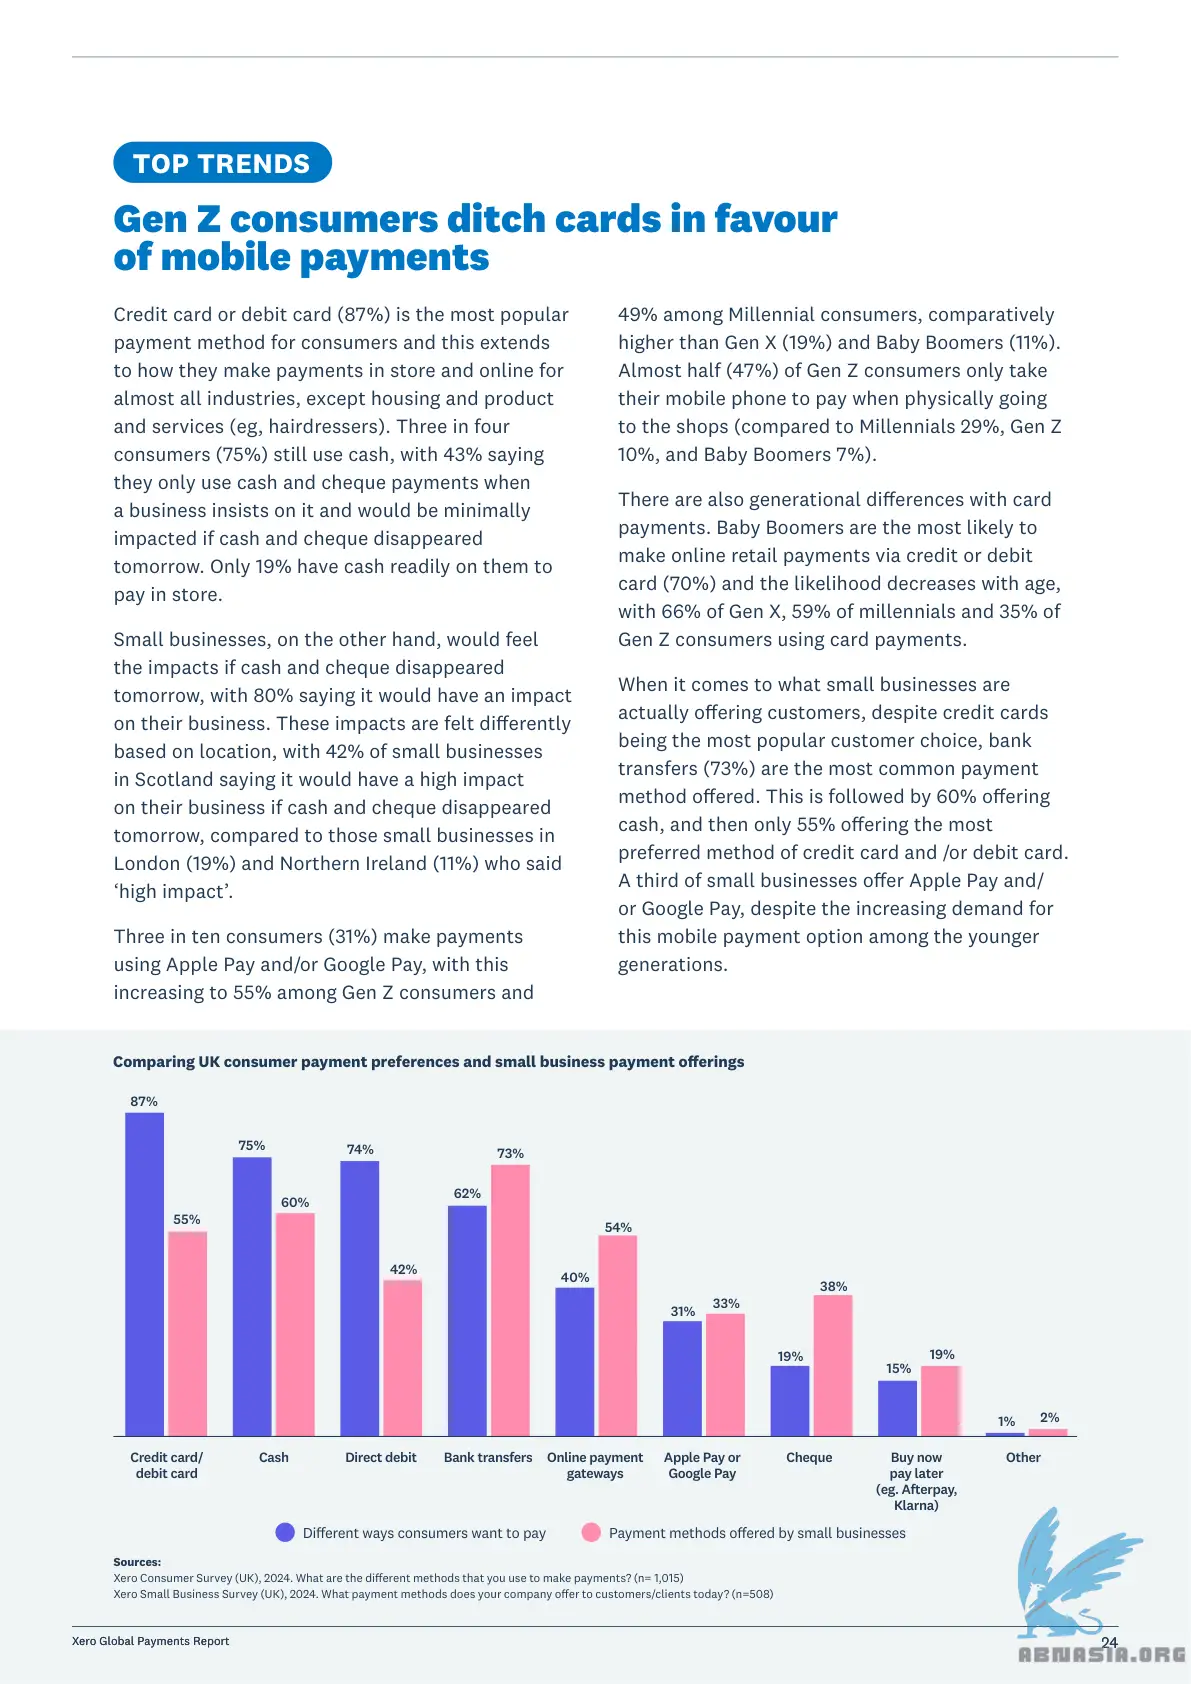 TOP TRENDS
Gen Z consumers ditch cards in favour
of mobile payments
Credit card or debit card (87%) is the most popular
payment method for consumers and this extends
to how they make payments in store and online for
almost all industries, except housing and product
and services (eg, hairdressers). Three in four
consumers (75%) still use cash, with 43% saying
they only use cash and cheque payments when
a business insists on it and would be minimally
impacted if cash and cheque disappeared
tomorrow. Only 19% have cash readily on them to
pay in store.
Small businesses, on the other hand, would feel
the impacts if cash and cheque disappeared
tomorrow, with 80% saying it would have an impact
on their business. These impacts are felt differently
based on location, with 42% of small businesses
in Scotland saying it would have a high impact
on their business if cash and cheque disappeared
tomorrow, compared to those small businesses in
London (19%) and Northern Ireland (11%) who said
‘high impact’.
Three in ten consumers (31%) make payments
using Apple Pay and/or Google Pay, with this
increasing to 55% among Gen Z consumers and
49% among Millennial consumers, comparatively
higher than Gen X (19%) and Baby Boomers (11%).
Almost half (47%) of Gen Z consumers only take
their mobile phone to pay when physically going
to the shops (compared to Millennials 29%, Gen Z
10%, and Baby Boomers 7%).
There are also generational differences with card
payments. Baby Boomers are the most likely to
make online retail payments via credit or debit
card (70%) and the likelihood decreases with age,
with 66% of Gen X, 59% of millennials and 35% of
Gen Z consumers using card payments.
When it comes to what small businesses are
actually offering customers, despite credit cards
being the most popular customer choice, bank
transfers (73%) are the most common payment
method offered. This is followed by 60% offering
cash, and then only 55% offering the most
preferred method of credit card and /or debit card.
A third of small businesses offer Apple Pay and/
or Google Pay, despite the increasing demand for
this mobile payment option among the younger
generations.
Comparing UK consumer payment preferences and small business payment offerings
87%
55%
75%
60%
74%
42%
62%
73%
40%
54%
31%
33%
19%
38%
15%
19%
1%
2%
Credit card/
debit card
Cash
Direct debit
Bank transfers
Online payment
gateways
Apple Pay or
Google Pay
Cheque
Buy now
pay later
(eg. Afterpay,
Klarna)
Other
Different ways consumers want to pay
Payment methods offered by small businesses
Sources:
Xero Consumer Survey (UK), 2024. What are the different methods that you use to make payments? (n= 1,015)
Xero Small Business Survey (UK), 2024. What payment methods does your company offer to customers/clients today? (n=508)
Xero Global Payments Report
24
ABNASIA.ORG